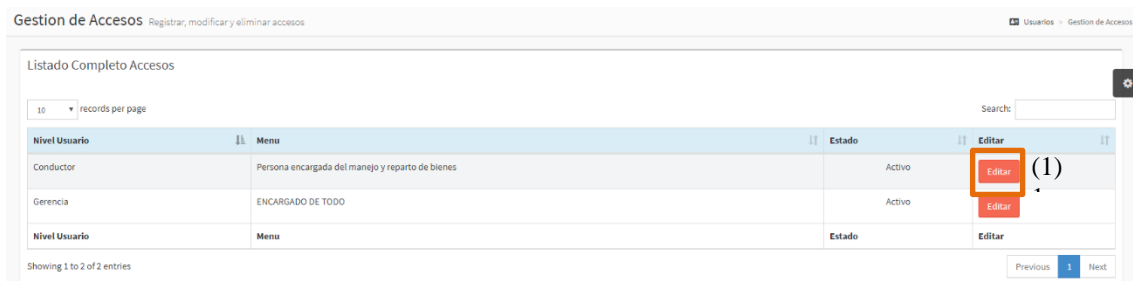 Gestion de Accesos Registrar, modificar y eliminar accesos Usuarios > Gestion de Accesos
Listado Completo Accesos
10 records per page Search:
Nivel Usuario Menu Estado Editar
Conductor Persona encargada del manejo y reparto de bienes Activo Editar (1)
Gerencia ENCARGADO DE TODO Activo Editar
Nivel Usuario Menu Estado Editar
Showing 1 to 2 of 2 entries Previous 1 Next